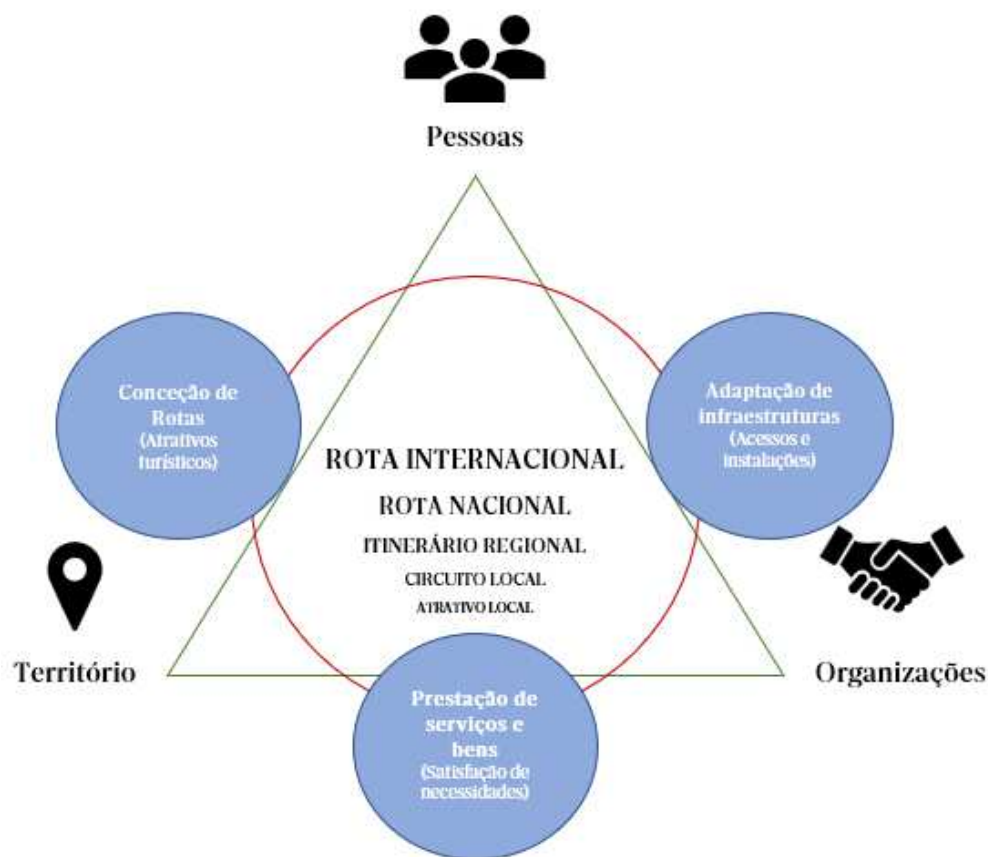 Pessoas
Conceção de
Rotas
(Atrativos
turísticos)
Adaptação de
infraestruturas
(Acessos e
instalações)
ROTA INTERNACIONAL
ROTA NACIONAL
ITINERÁRIO REGIONAL
CIRCUITO LOCAL
ATRATIVO LOCAL
Território
Organizações
Prestação de
serviços e
bens
(Satisfação de
necessidades)